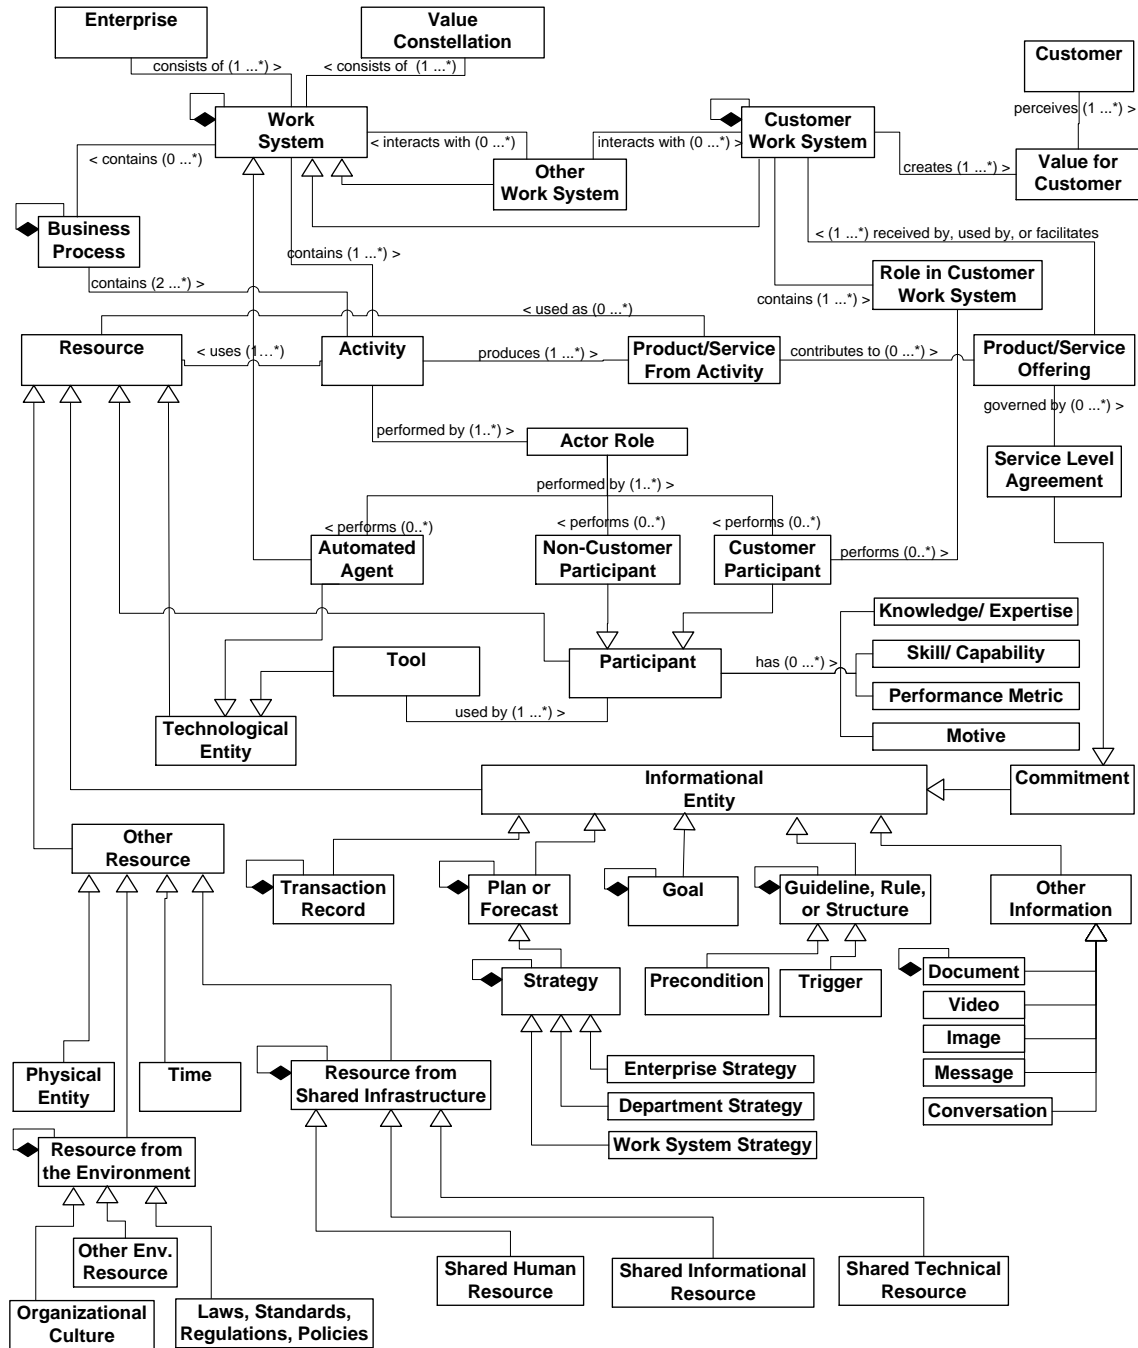 Enterprise
Value
Constellation
Customer
consists of (1 ...*) >
< consists of  (1 ...*)
perceives (1 ...*) >
Work
System
< interacts with (0 ...*)
interacts with (0 ...*) >
Customer
Work System
Other
Work System
creates (1 ...*) >
Value for
Customer
< contains (0 ...*)
Business
Process
contains (1 ...*) >
< (1 ...*) received by, used by, or facilitates
contains (2 ...*) >
contains (1 ...*) >
Role in Customer
Work System
< used as (0 ...*)
Resource
< uses (1...*)
Activity
produces (1 ...*) >
Product/Service
From Activity
contributes to (0 ...*) >
Product/Service
Offering
governed by (0 ...*) >
performed by (1..*) >
Actor Role
Service Level
Agreement
performed by (1..*) >
< performs (0..*)
< performs (0..*)
< performs (0..*)
Automated
Agent
Non-Customer
Participant
Customer
Participant
performs (0..*) >
Knowledge/ Expertise
Tool
Participant
has (0 ...*) >
Skill/ Capability
Performance Metric
used by (1 ...*) >
Technological
Entity
Motive
Informational
Entity
Commitment
Other
Resource
Transaction
Record
Plan or
Forecast
Goal
Guideline, Rule,
or Structure
Other
Information
Strategy
Precondition
Trigger
Document
Video
Image
Message
Conversation
Physical
Entity
Time
Resource from
Shared Infrastructure
Enterprise Strategy
Department Strategy
Work System Strategy
Resource from
the Environment
Other Env.
Resource
Organizational
Culture
Laws, Standards,
Regulations, Policies
Shared Human
Resource
Shared Informational
Resource
Shared Technical
Resource